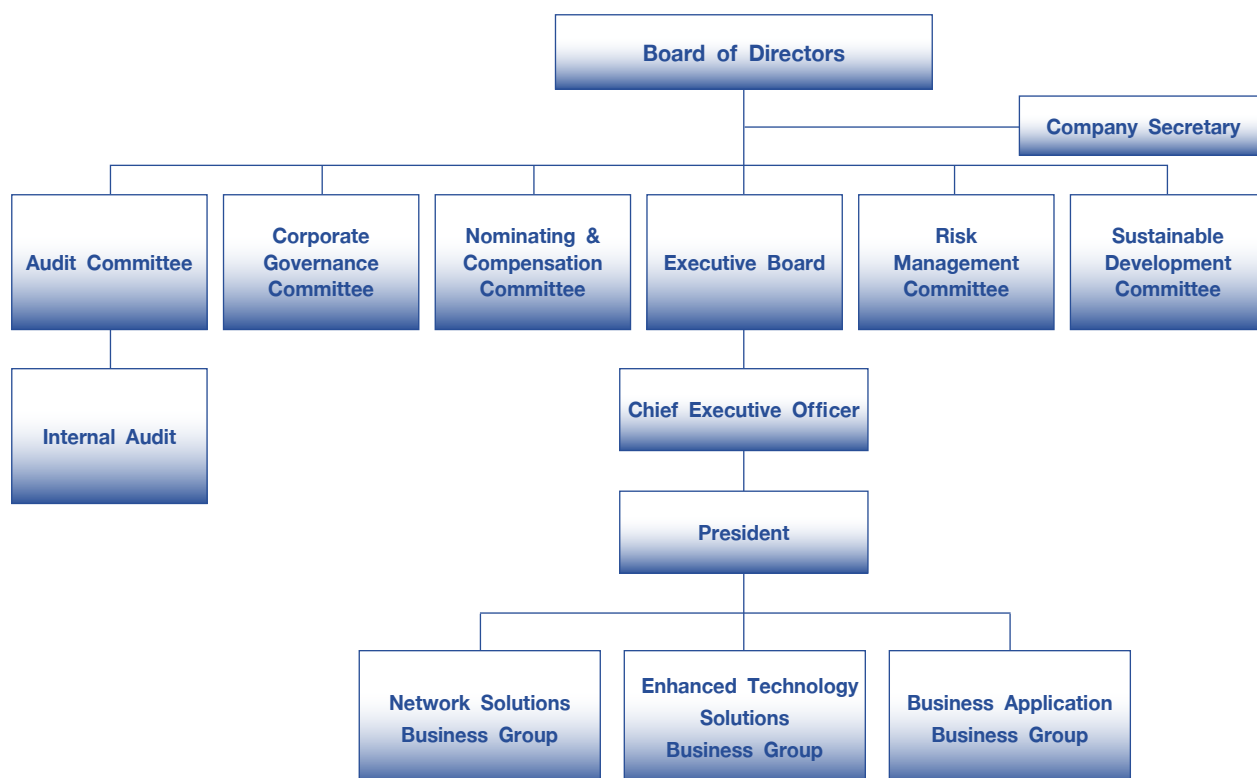 Board of Directors
Company Secretary
Audit Committee
Corporate
Governance
Committee
Nominating &
Compensation
Committee
Executive Board
Risk
Management
Committee
Sustainable
Development
Committee
Internal Audit
Chief Executive Officer
President
Network Solutions
Business Group
Enhanced Technology
Solutions
Business Group
Business Application
Business Group